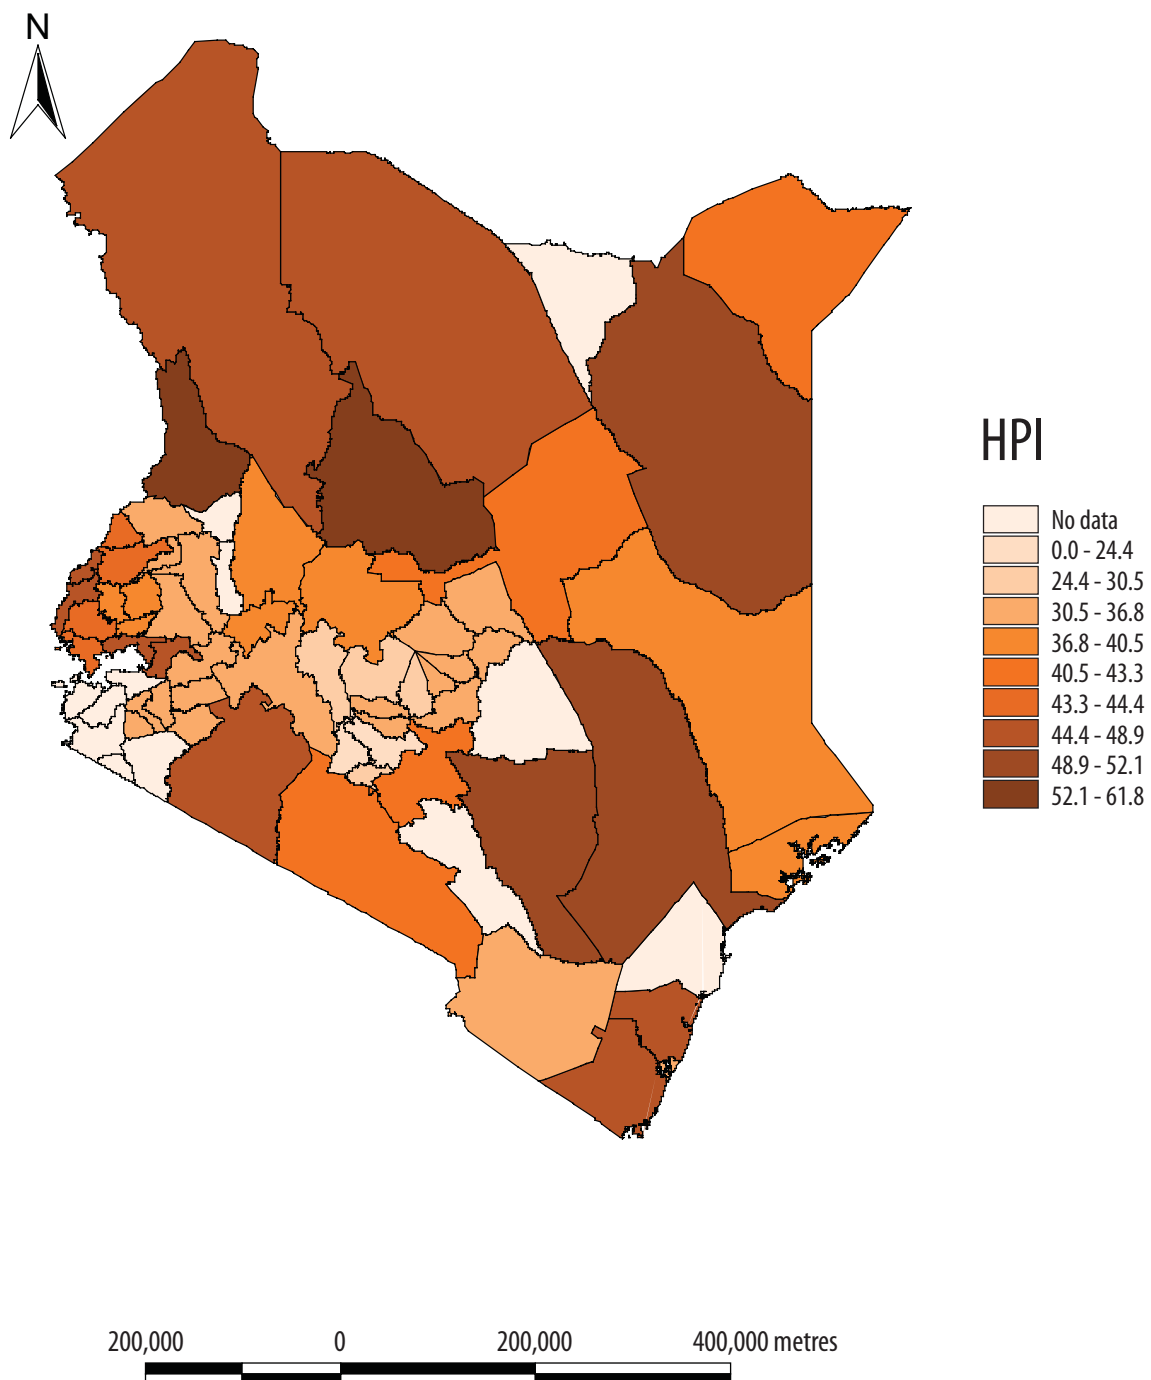 N
HPI
No data
0.0 - 24.4
24.4 - 30.5
30.5 - 36.8
36.8 - 40.5
40.5 - 43.3
43.3 - 44.4
44.4 - 48.9
48.9 - 52.1
52.1 - 61.8
200,000 0 200,000 400,000 metres